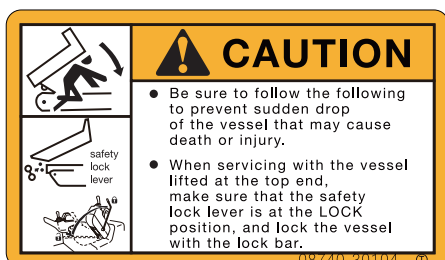 CAUTION
● Be sure to follow the following
to prevent sudden drop
of the vessel that may cause
death or injury.
● When servicing with the vessel
lifted at the top end,
make sure that the safety
lock lever is at the LOCK
position, and lock the vessel
with the lock bar.
safety
lock
lever
08740-30104